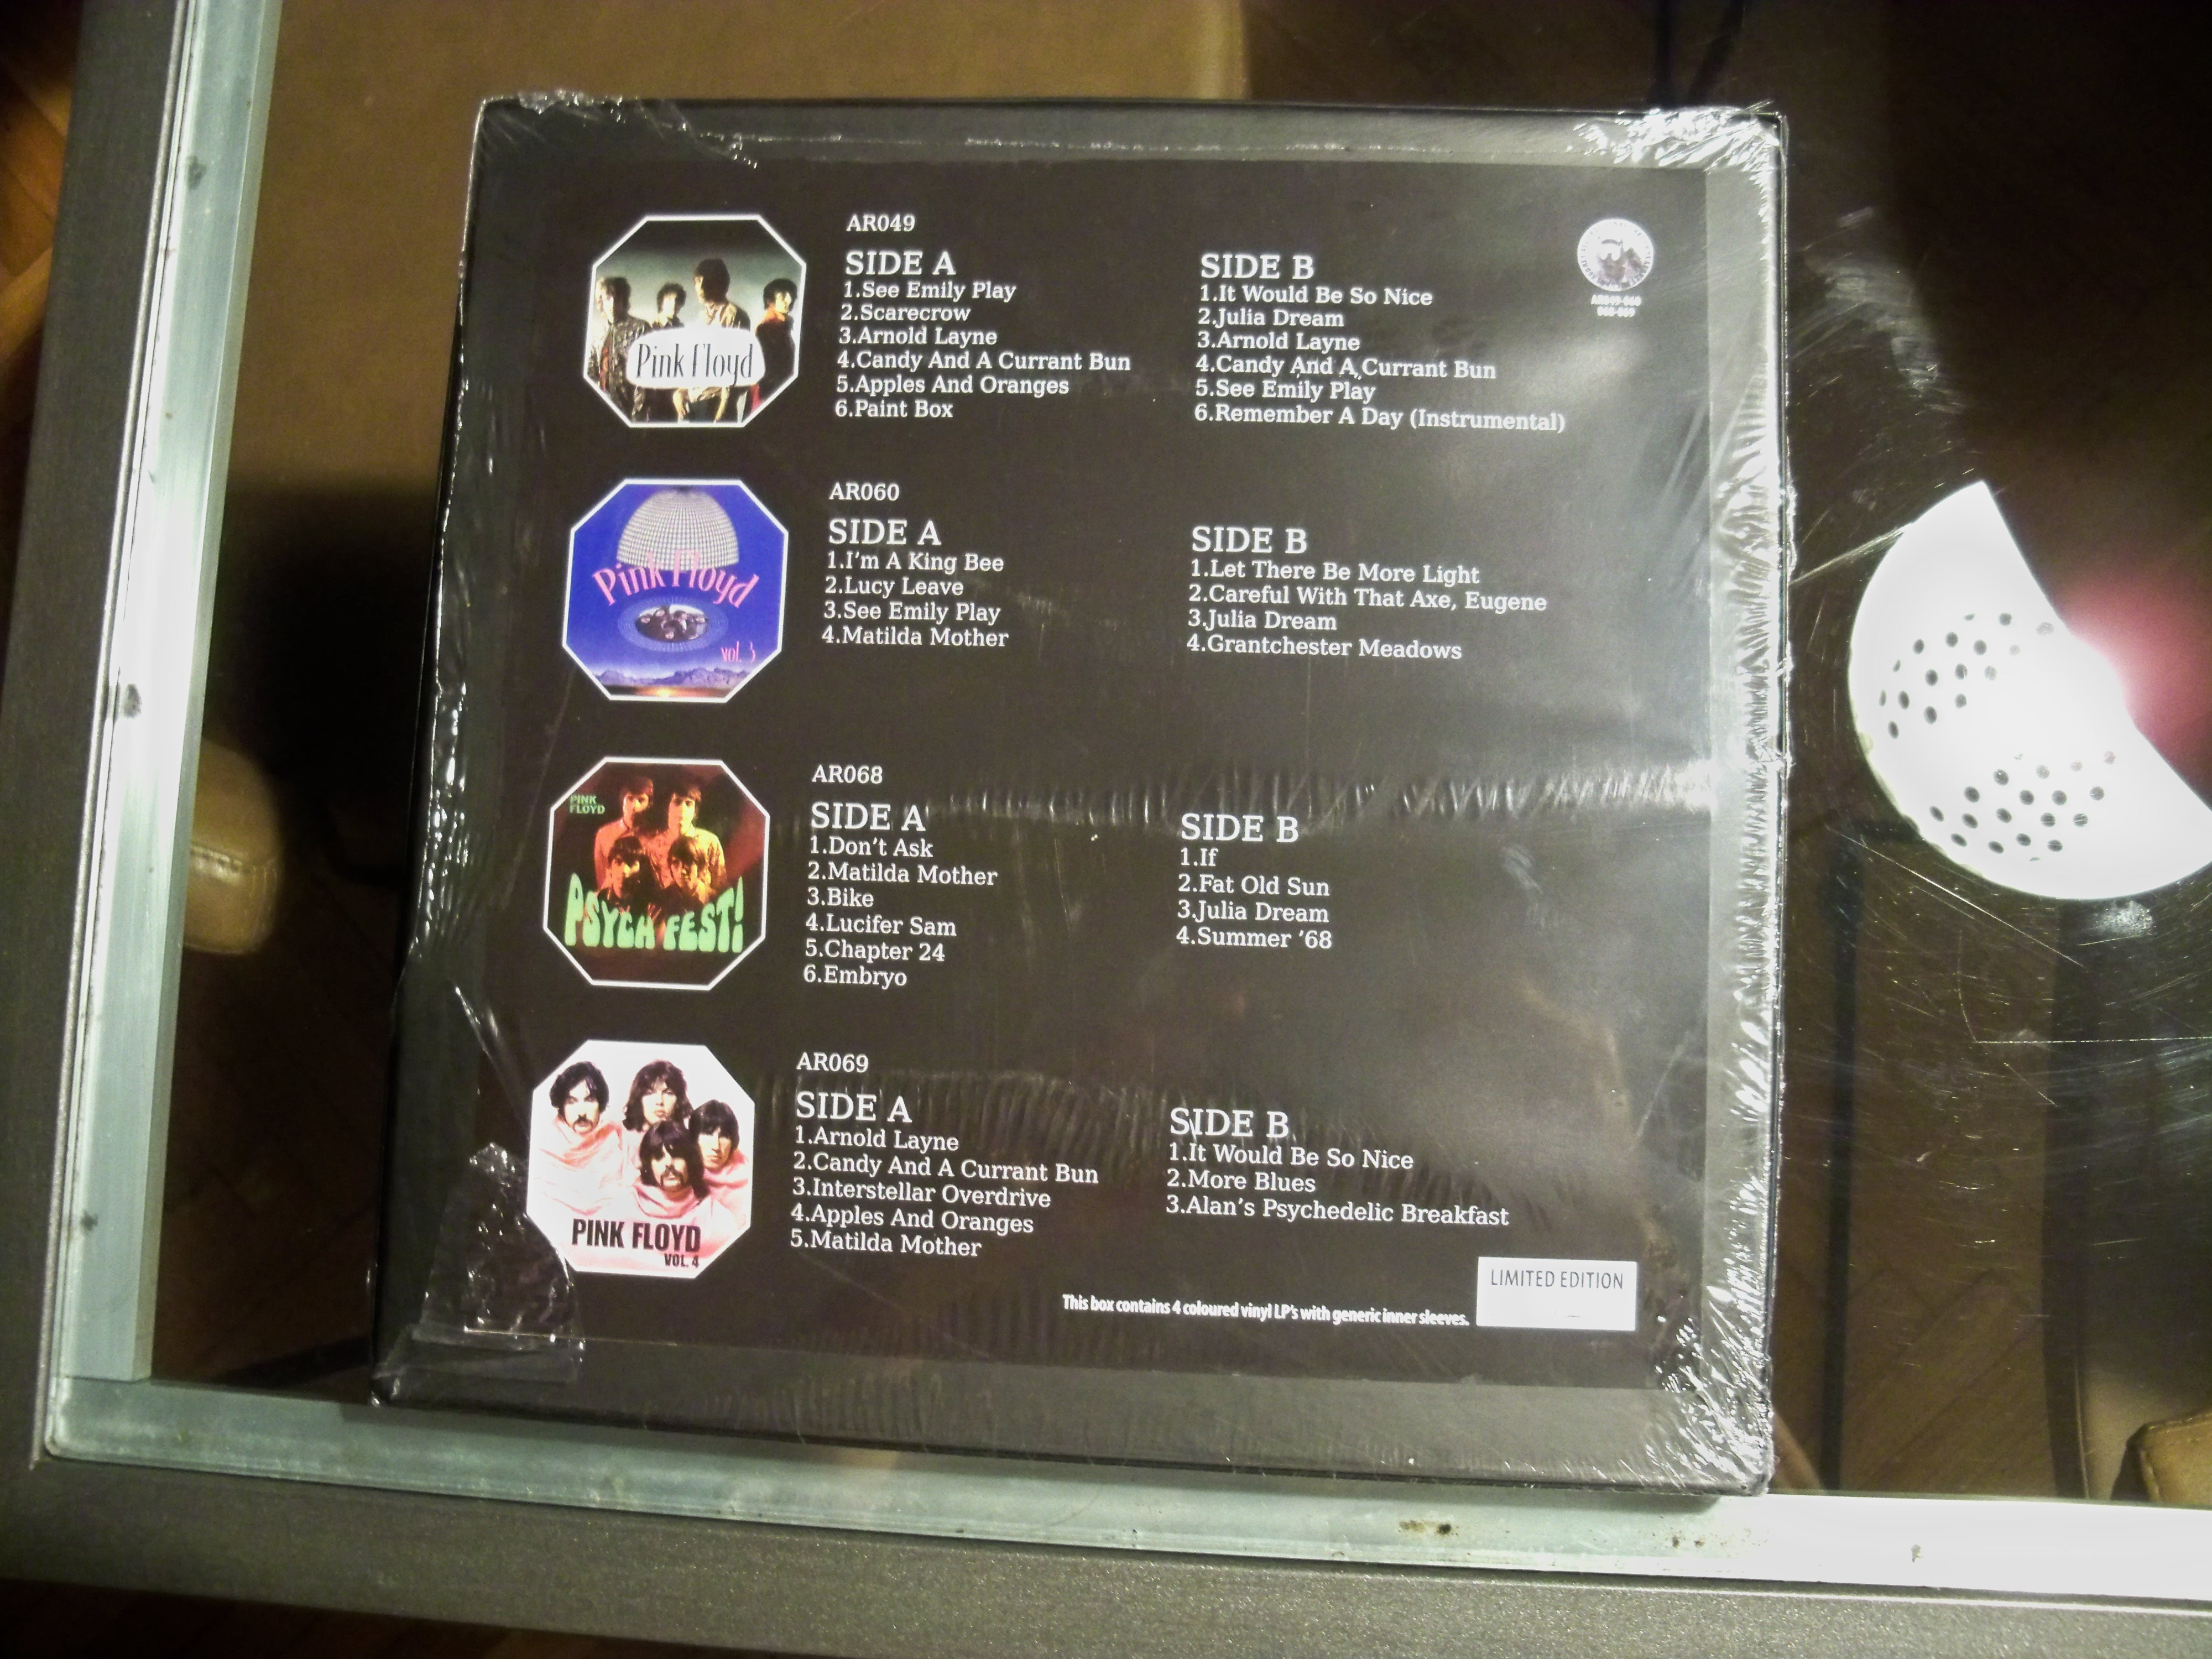 AR049
SIDE A
1.See Emily Play
2.Scarecrow
3.Arnold Layne
4.Candy And A Currant Bun
5.Apples And Oranges
6.Paint Box
SIDE B
1.It Would Be So Nice
2.Julia Dream
3.Arnold Layne
4.Candy And A Currant Bun
5.See Emily Play
6.Remember A Day (Instrumental)
Pink Floyd
AR049-060
068-069
AR060
SIDE A
1.I'm A King Bee
2.Lucy Leave
3.See Emily Play
4.Matilda Mother
SIDE B
1.Let There Be More Light
2.Careful With That Axe, Eugene
3.Julia Dream
4.Grantchester Meadows
Pink Floyd
vol. 3
AR068
SIDE A
1.Don't Ask
2.Matilda Mother
3.Bike
4.Lucifer Sam
5.Chapter 24
6.Embryo
SIDE B
1.If
2.Fat Old Sun
3.Julia Dream
4.Summer '68
PINK
FLOYD
PSYCH FEST!
AR069
SIDE A
1.Arnold Layne
2.Candy And A Currant Bun
3.Interstellar Overdrive
4.Apples And Oranges
5.Matilda Mother
SIDE B
1.It Would Be So Nice
2.More Blues
3.Alan's Psychedelic Breakfast
PINK FLOYD
VOL. 4
This box contains 4 coloured vinyl LP's with generic inner sleeves.
LIMITED EDITION